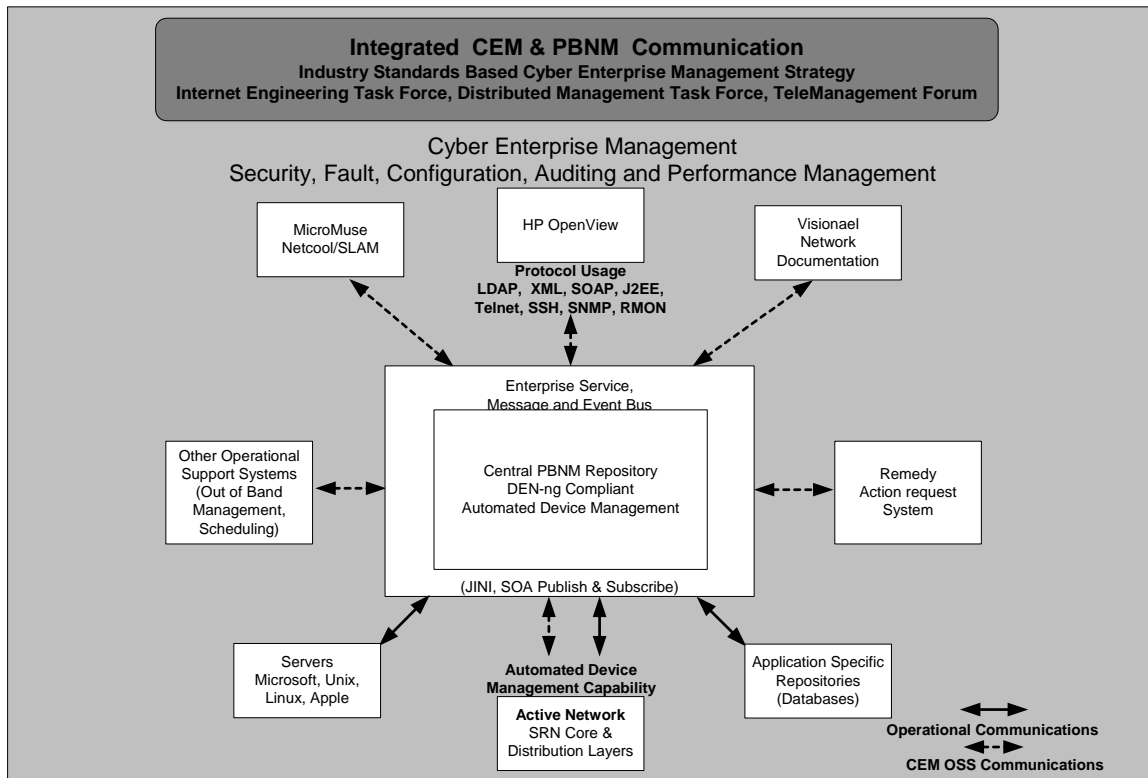 Integrated CEM & PBNM Communication
Industry Standards Based Cyber Enterprise Management Strategy
Internet Engineering Task Force, Distributed Management Task Force, TeleManagement Forum
Cyber Enterprise Management
Security, Fault, Configuration, Auditing and Performance Management
MicroMuse
Netcool/SLAM
HP OpenView
Visionael
Network
Documentation
Protocol Usage
LDAP, XML, SOAP, J2EE,
Telnet, SSH, SNMP, RMON
Enterprise Service,
Message and Event Bus
Other Operational
Support Systems
(Out of Band
Management,
Scheduling)
Central PBNM Repository
DEN-ng Compliant
Automated Device Management
Remedy
Action request
System
(JINI, SOA Publish & Subscribe)
Servers
Microsoft, Unix,
Linux, Apple
Automated Device
Management Capability
Active Network
SRN Core &
Distribution Layers
Application Specific
Repositories
(Databases)
Operational Communications
CEM OSS Communications